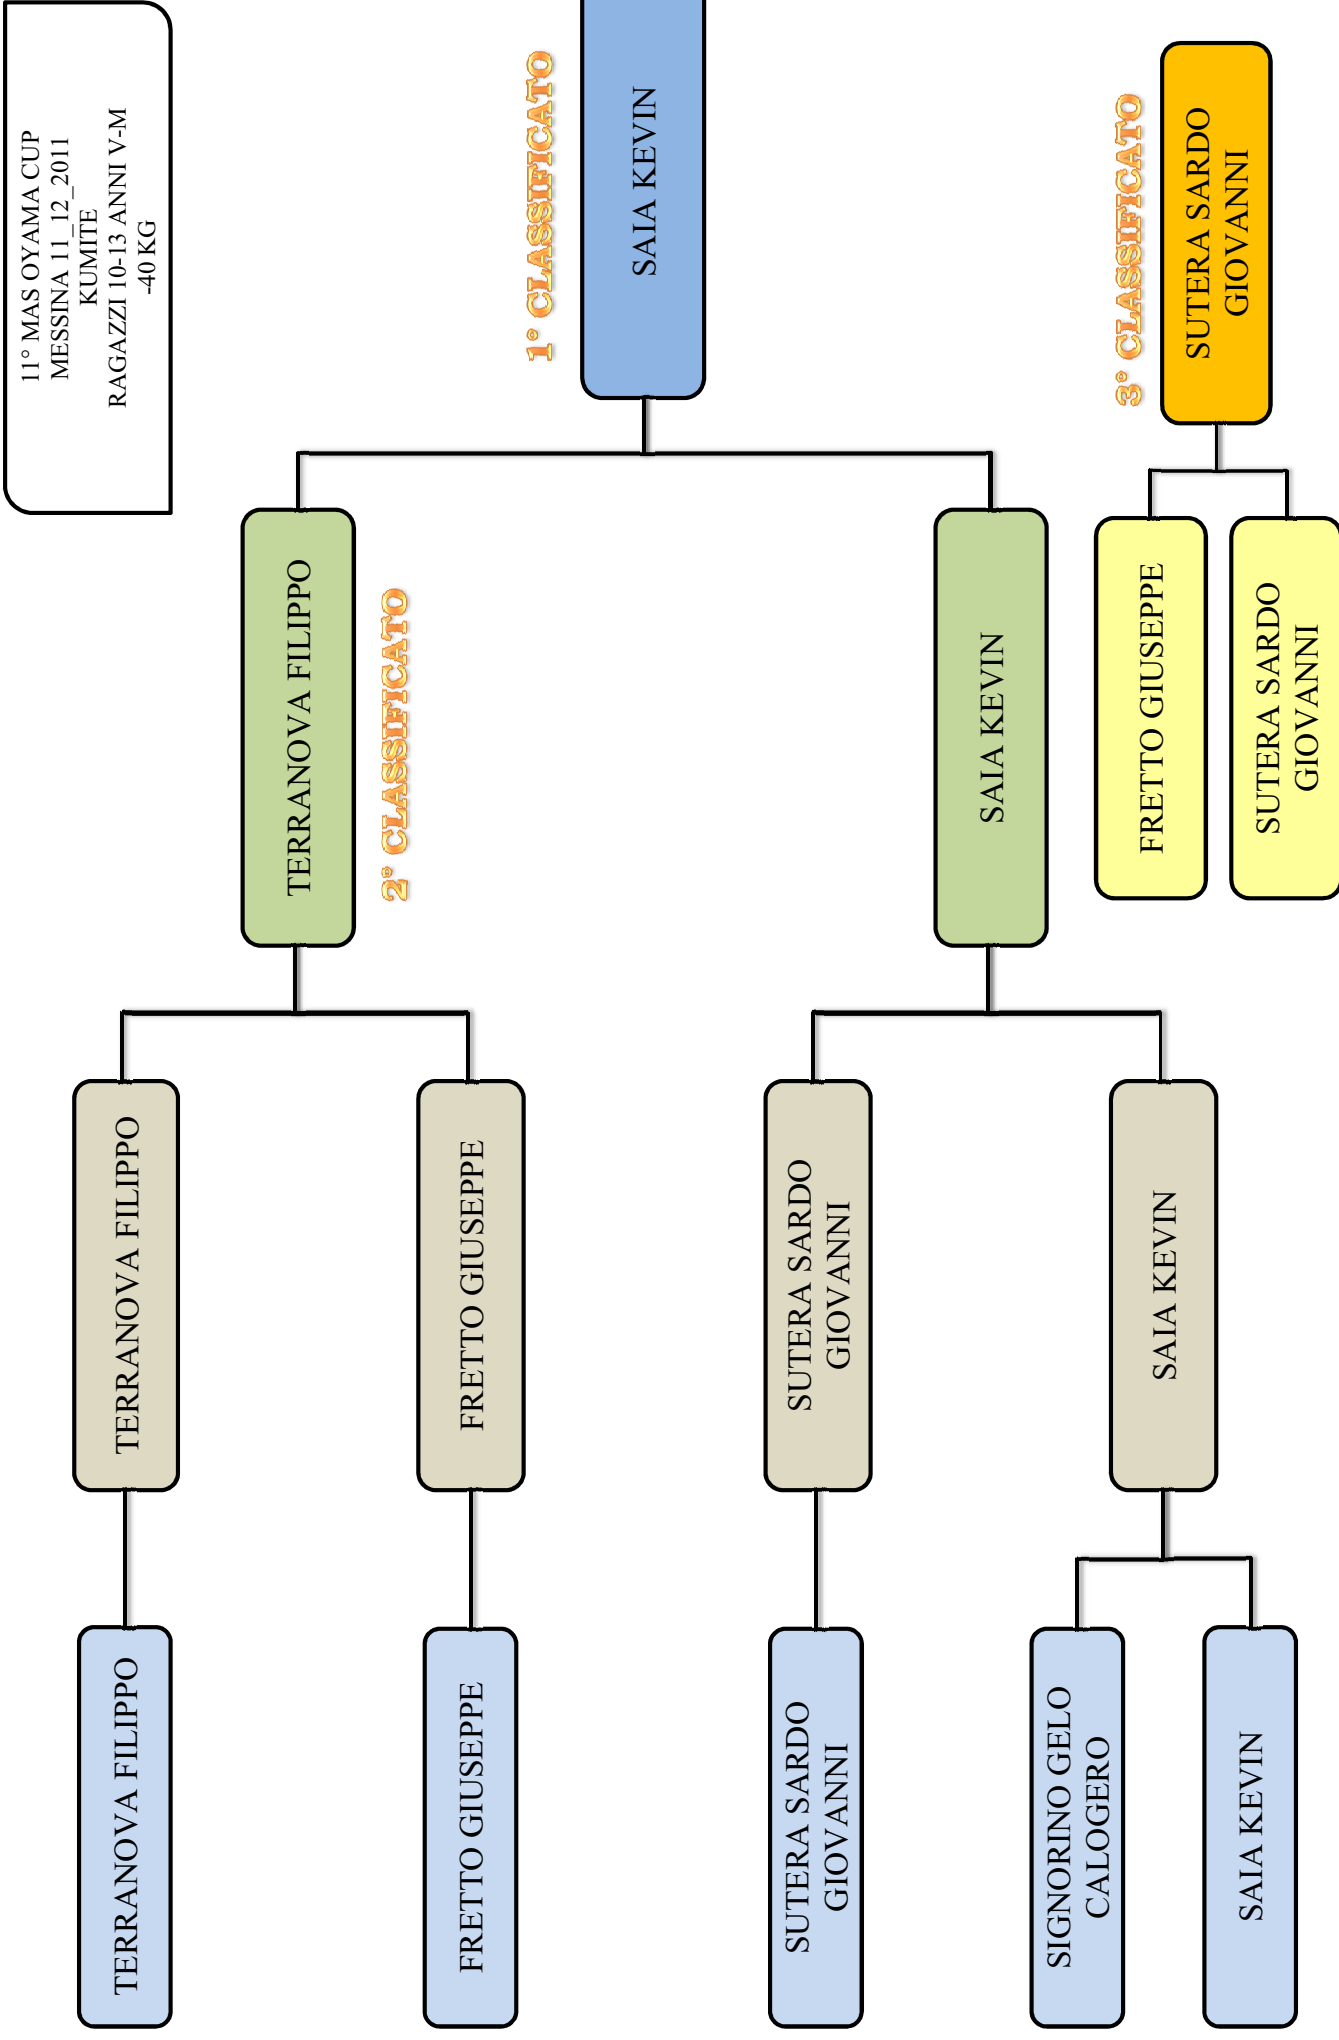 11° MAS OYAMA CUP
MESSINA 11_12_2011
KUMITE
RAGAZZI 10-13 ANNI V-M
-40 KG
TERRANOVA FILIPPO
TERRANOVA FILIPPO
TERRANOVA FILIPPO
2° CLASSIFICATO
FRETTO GIUSEPPE
FRETTO GIUSEPPE
1° CLASSIFICATO
SAIA KEVIN
SUTERA SARDO
GIOVANNI
SUTERA SARDO
GIOVANNI
SAIA KEVIN
SIGNORINO GELO
CALOGERO
SAIA KEVIN
SAIA KEVIN
3° CLASSIFICATO
FRETTO GIUSEPPE
SUTERA SARDO
GIOVANNI
SUTERA SARDO
GIOVANNI